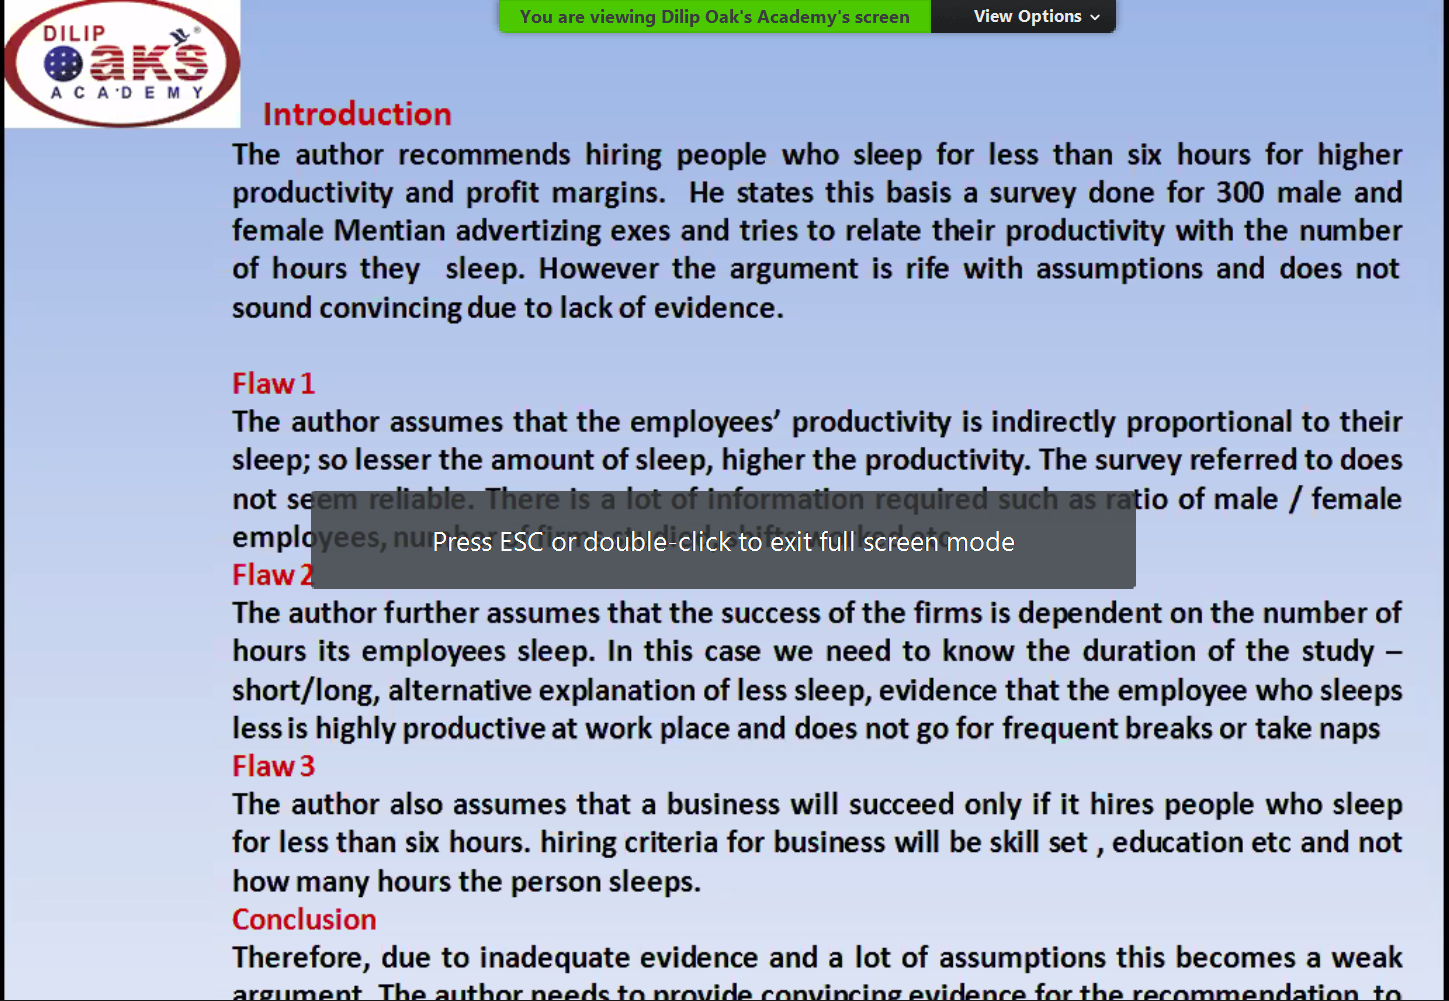 You are viewing Dilip Oak's Academy's screen
View Options
DILIP
Oak's
ACADEMY
Introduction
The author recommends hiring people who sleep for less than six hours for higher
productivity and profit margins. He states this basis a survey done for 300 male and
female Mentian advertizing exes and tries to relate their productivity with the number
of hours they sleep. However the argument is rife with assumptions and does not
sound convincing due to lack of evidence.
Flaw 1
The author assumes that the employees’ productivity is indirectly proportional to their
sleep; so lesser the amount of sleep, higher the productivity. The survey referred to does
not seem reliable. There is a lot of information required such as ratio of male / female
employees, number of firms studied, shifts worked etc
Press ESC or double-click to exit full screen mode
Flaw 2
The author further assumes that the success of the firms is dependent on the number of
hours its employees sleep. In this case we need to know the duration of the study –
short/long, alternative explanation of less sleep, evidence that the employee who sleeps
less is highly productive at work place and does not go for frequent breaks or take naps
Flaw 3
The author also assumes that a business will succeed only if it hires people who sleep
for less than six hours. hiring criteria for business will be skill set , education etc and not
how many hours the person sleeps.
Conclusion
Therefore, due to inadequate evidence and a lot of assumptions this becomes a weak
argument. The author needs to provide convincing evidence for the recommendation, to